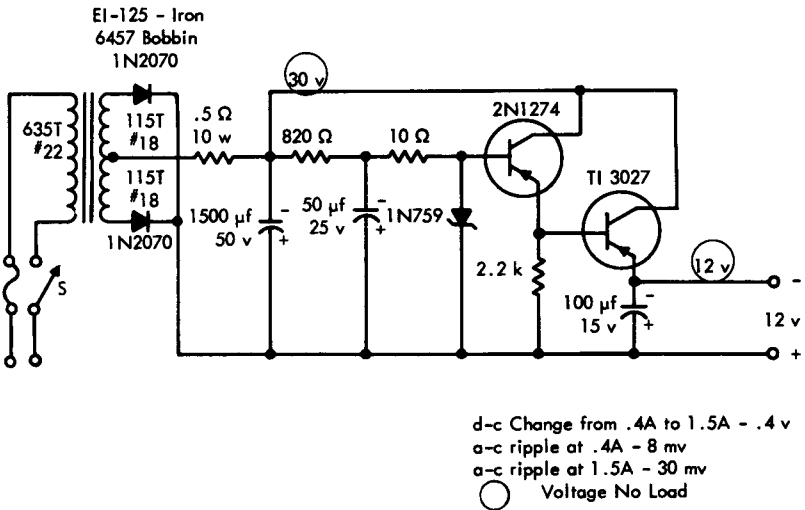 EI-125 - Iron
6457 Bobbin
1N2070
30 v
2N1274
.5 Ω
10 w
820 Ω
10 Ω
635T
#22
115T
#18
TI 3027
115T
#18
1N2070
1500 µf
50 v
-
+
50 µf
25 v
-
+
1N759
2.2 k
12 v
S
100 µf
15 v
-
+
-
12 v
+
d-c Change from .4A to 1.5A - .4 v
a-c ripple at .4A - 8 mv
a-c ripple at 1.5A - 30 mv
Voltage No Load